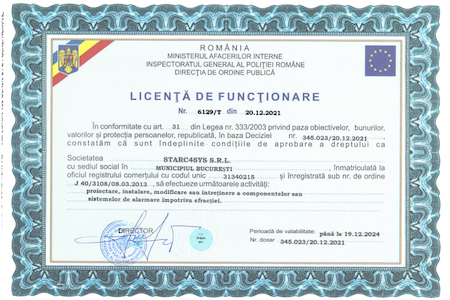 ROMÂNIA
MINISTERUL AFACERILOR INTERNE
INSPECTORATUL GENERAL AL POLIȚIEI ROMÂNE
DIRECȚIA DE ORDINE PUBLICĂ
LICENȚĂ DE FUNCȚIONARE
Nr. 6129/T din 20.12.2021
În conformitate cu art. 31 din Legea nr. 333/2003 privind paza obiectivelor, bunurilor,
valorilor și protecția persoanelor, republicată, în baza Deciziei nr. 345.023/20.12.2021,
constatăm că sunt îndeplinite condițiile de aprobare a dreptului ca
Societatea STARC4SYS S.R.L.
cu sediul social în MUNICIPIUL BUCUREȘTI, înmatriculată la
oficiul registrului comerțului cu codul unic 31340215 și înregistrată sub nr. de ordine
J 40/3108/08.03.2013, să efectueze următoarele activități:
proiectare, instalare, modificare sau întreținere a componentelor sau
sistemelor de alarmare împotriva efracției.
DIRECTOR
Perioada de valabilitate: până la 19.12.2024
Nr. dosar 345.023/20.12.2021